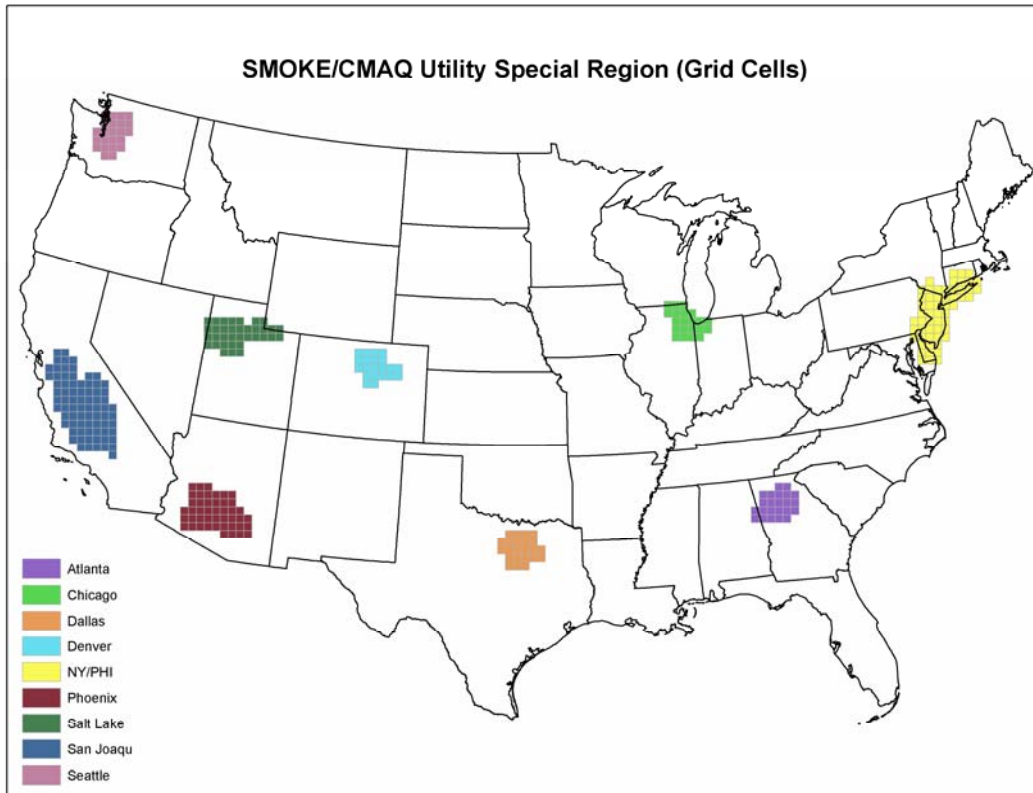 SMOKE/CMAQ Utility Special Region (Grid Cells)
Atlanta
Chicago
Dallas
Denver
NY/PHI
Phoenix
Salt Lake
San Joaqu
Seattle